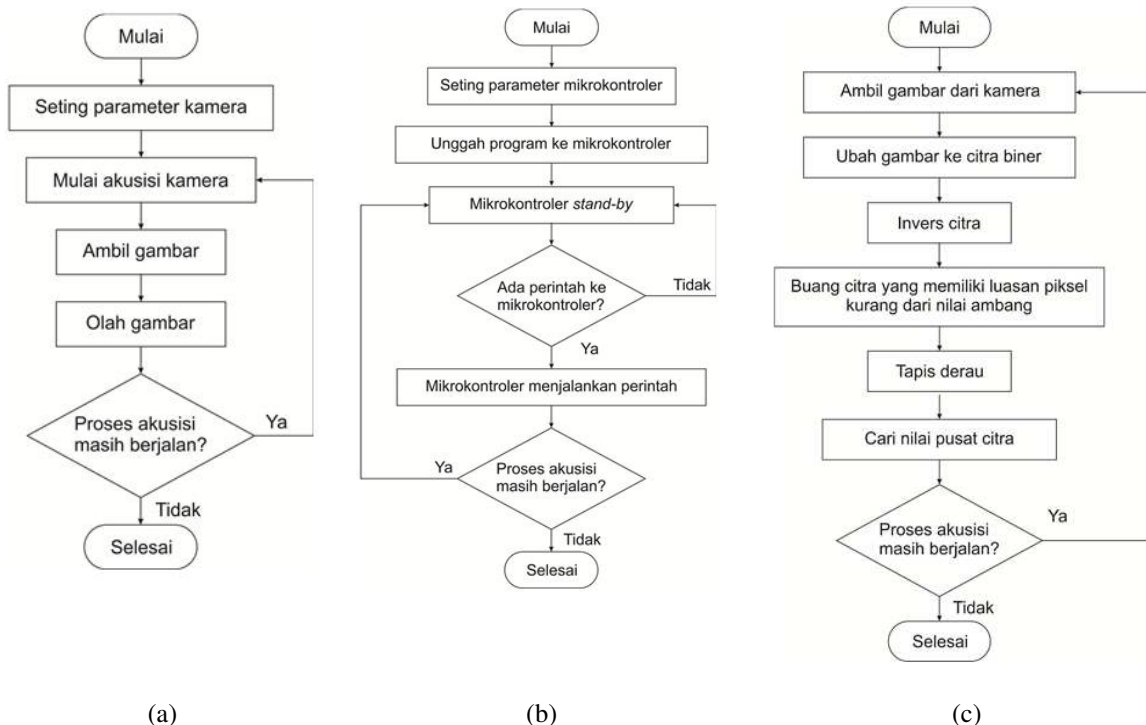 Mulai
Seting parameter kamera
Mulai akusisi kamera
Ambil gambar
Olah gambar
Proses akusisi
masih berjalan?
Ya
Tidak
Selesai
(a)
Mulai
Seting parameter mikrokontroler
Unggah program ke mikrokontroler
Mikrokontroler stand-by
Ada perintah ke
mikrokontroler?
Tidak
Ya
Mikrokontroler menjalankan perintah
Ya
Proses akusisi
masih berjalan?
Tidak
Selesai
(b)
Mulai
Ambil gambar dari kamera
Ubah gambar ke citra biner
Invers citra
Buang citra yang memiliki luasan piksel
kurang dari nilai ambang
Tapis derau
Cari nilai pusat citra
Proses akusisi
masih berjalan?
Ya
Tidak
Selesai
(c)